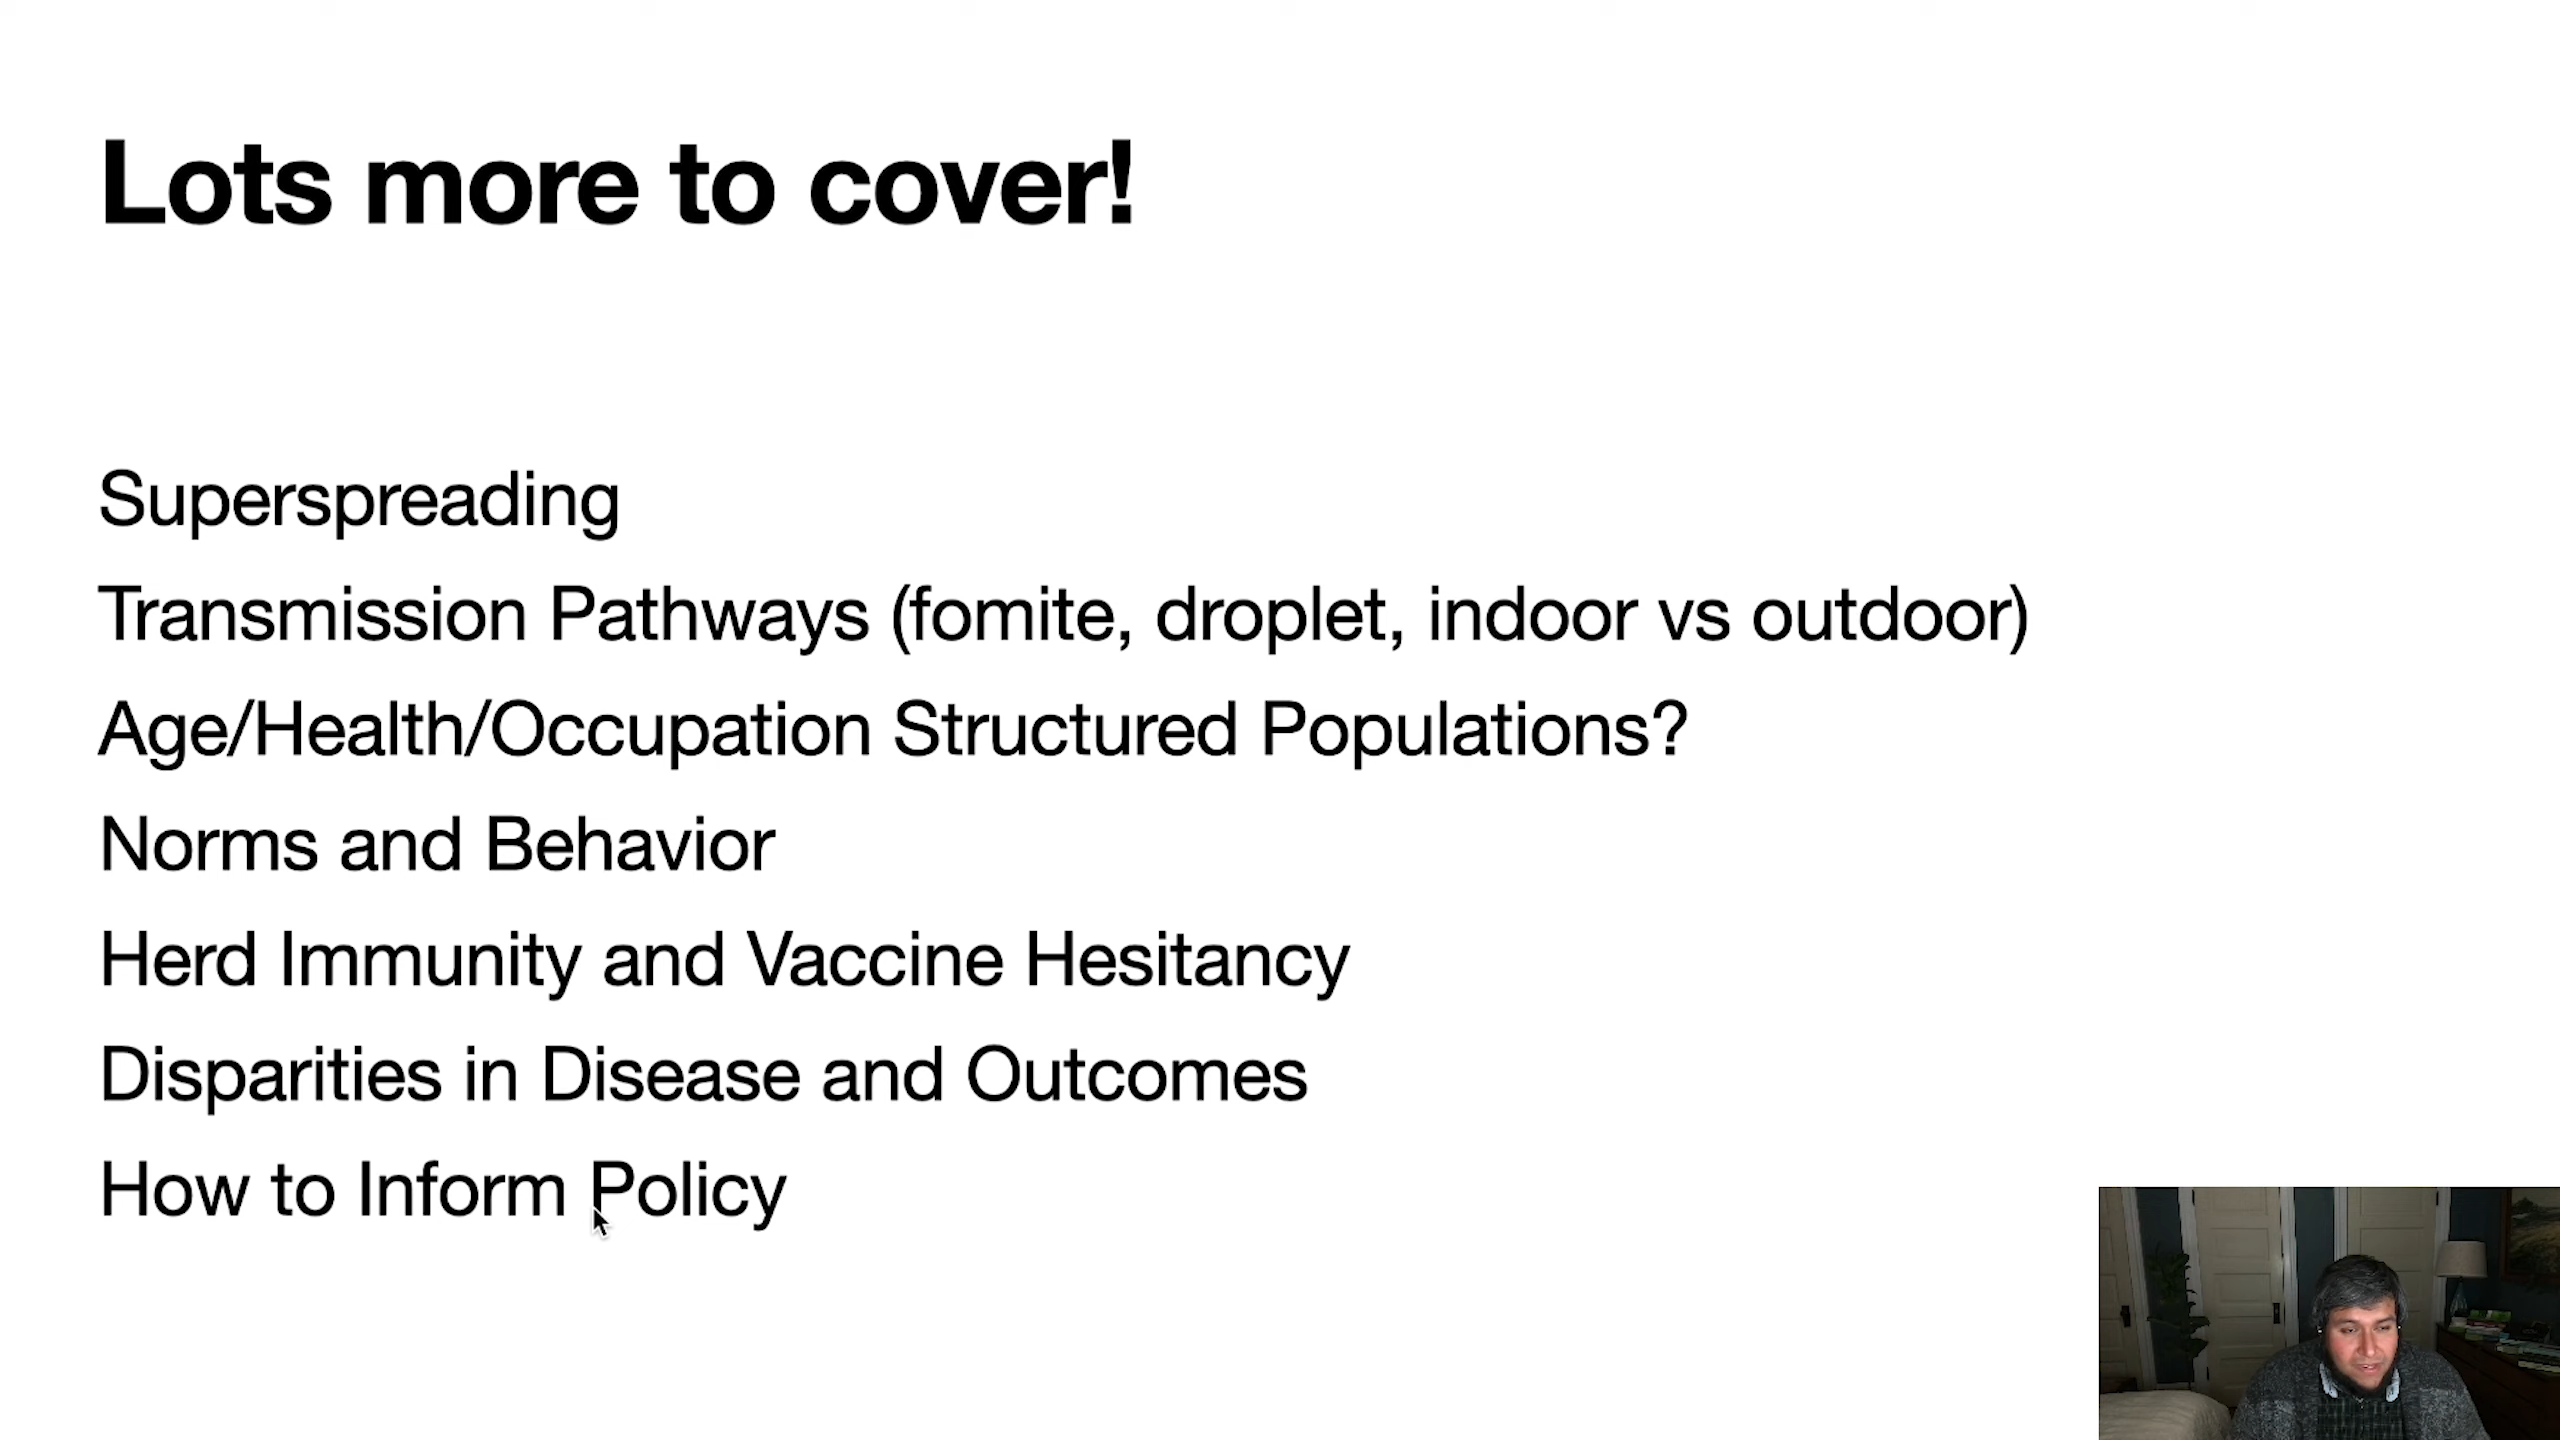 Lots more to cover!
Superspreading
Transmission Pathways (fomite, droplet, indoor vs outdoor)
Age/Health/Occupation Structured Populations?
Norms and Behavior
Herd Immunity and Vaccine Hesitancy
Disparities in Disease and Outcomes
How to Inform Policy